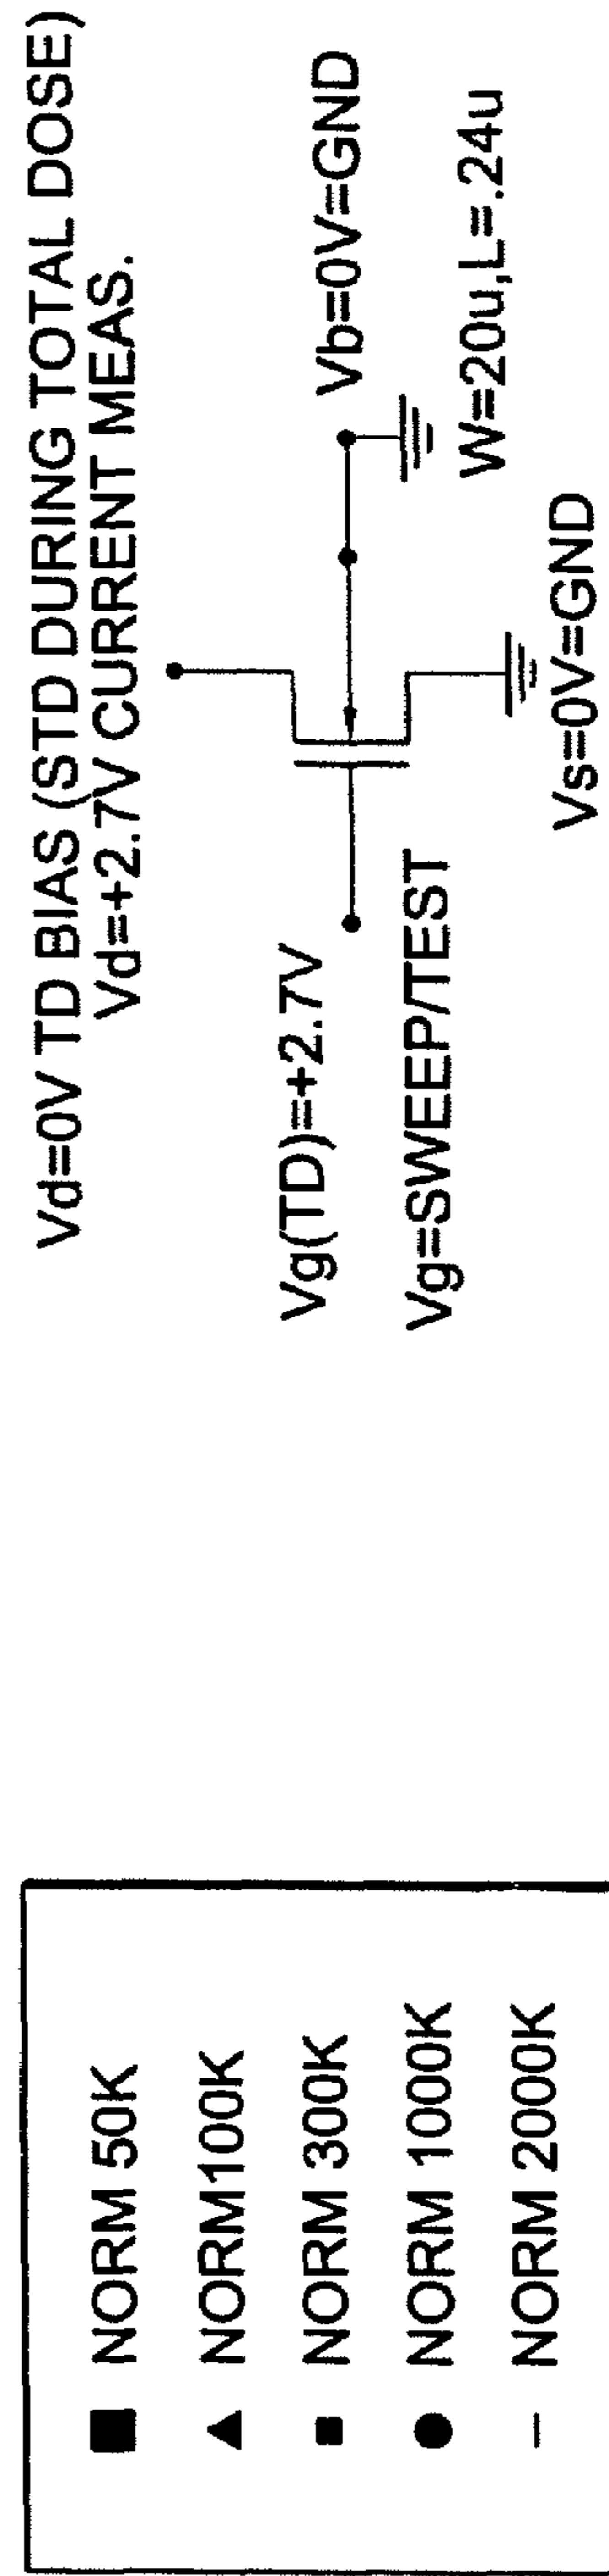 NORM 50K
NORM100K
NORM 300K
NORM 1000K
NORM 2000K
Vd=0V TD BIAS (STD DURING TOTAL DOSE)
Vd=+2.7V CURRENT MEAS.
Vg(TD)=+2.7V
Vb=0V=GND
Vg=SWEEP/TEST
W=20u,L=.24u
Vs=0V=GND